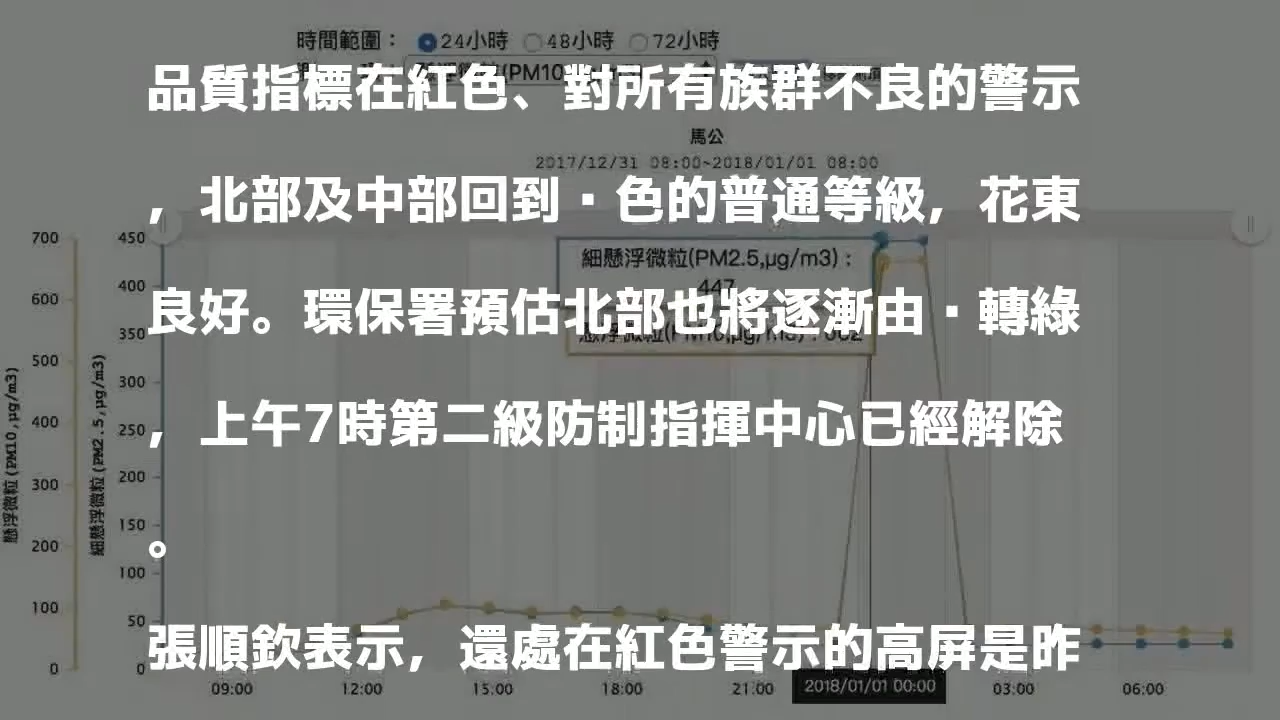 時間範圍： 24小時 48小時 72小時
品質指標在紅色、對所有族群不良的警示
馬公
2017/12/31 08:00~2018/01/01 08:00
，北部及中部回到▪色的普通等級，花東
細懸浮微粒(PM2.5,μg/m3)：
447
良好。環保署預估北部也將逐漸由▪轉綠
，上午7時第二級防制指揮中心已經解除
。
張順欽表示，還處在紅色警示的高屏是昨
懸浮微粒(PM10,μg/m3)
700
600
500
400
300
200
100
0
細懸浮微粒(PM2.5,μg/m3)
450
400
350
300
250
200
150
100
50
0
09:00 12:00 15:00 18:00 21:00 2018/01/01 00:00 03:00 06:00